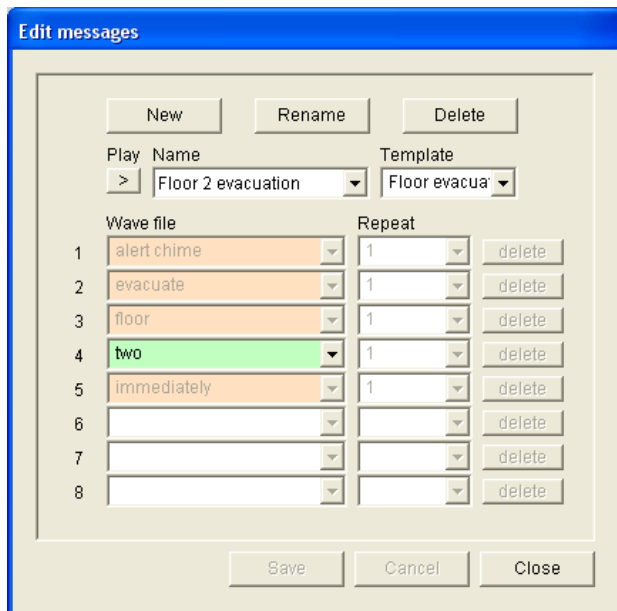 Edit messages
New Rename Delete
Play Name Template
> Floor 2 evacuation Floor evacua
Wave file Repeat
1 alert chime 1 delete
2 evacuate 1 delete
3 floor 1 delete
4 two 1 delete
5 immediately 1 delete
6 delete
7 delete
8 delete
Save Cancel Close